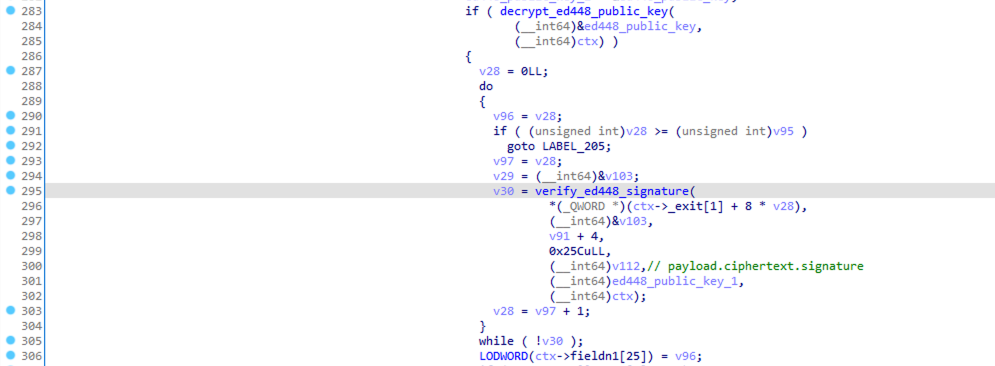 283 if ( decrypt_ed448_public_key(
284 (__int64)&ed448_public_key,
285 (__int64)ctx) )
286 {
287 v28 = 0LL;
288 do
289 {
290 v96 = v28;
291 if ( (unsigned int)v28 >= (unsigned int)v95 )
292 goto LABEL_205;
293 v97 = v28;
294 v29 = (__int64)&v103;
295 v30 = verify_ed448_signature(
296 *(_QWORD *)(ctx->_exit[1] + 8 * v28),
297 (__int64)&v103,
298 v91 + 4,
299 0x25CuLL,
300 (__int64)v112,// payload.ciphertext.signature
301 (__int64)ed448_public_key_1,
302 (__int64)ctx);
303 v28 = v97 + 1;
304 }
305 while ( !v30 );
306 LODWORD(ctx->fieldn1[25]) = v96;